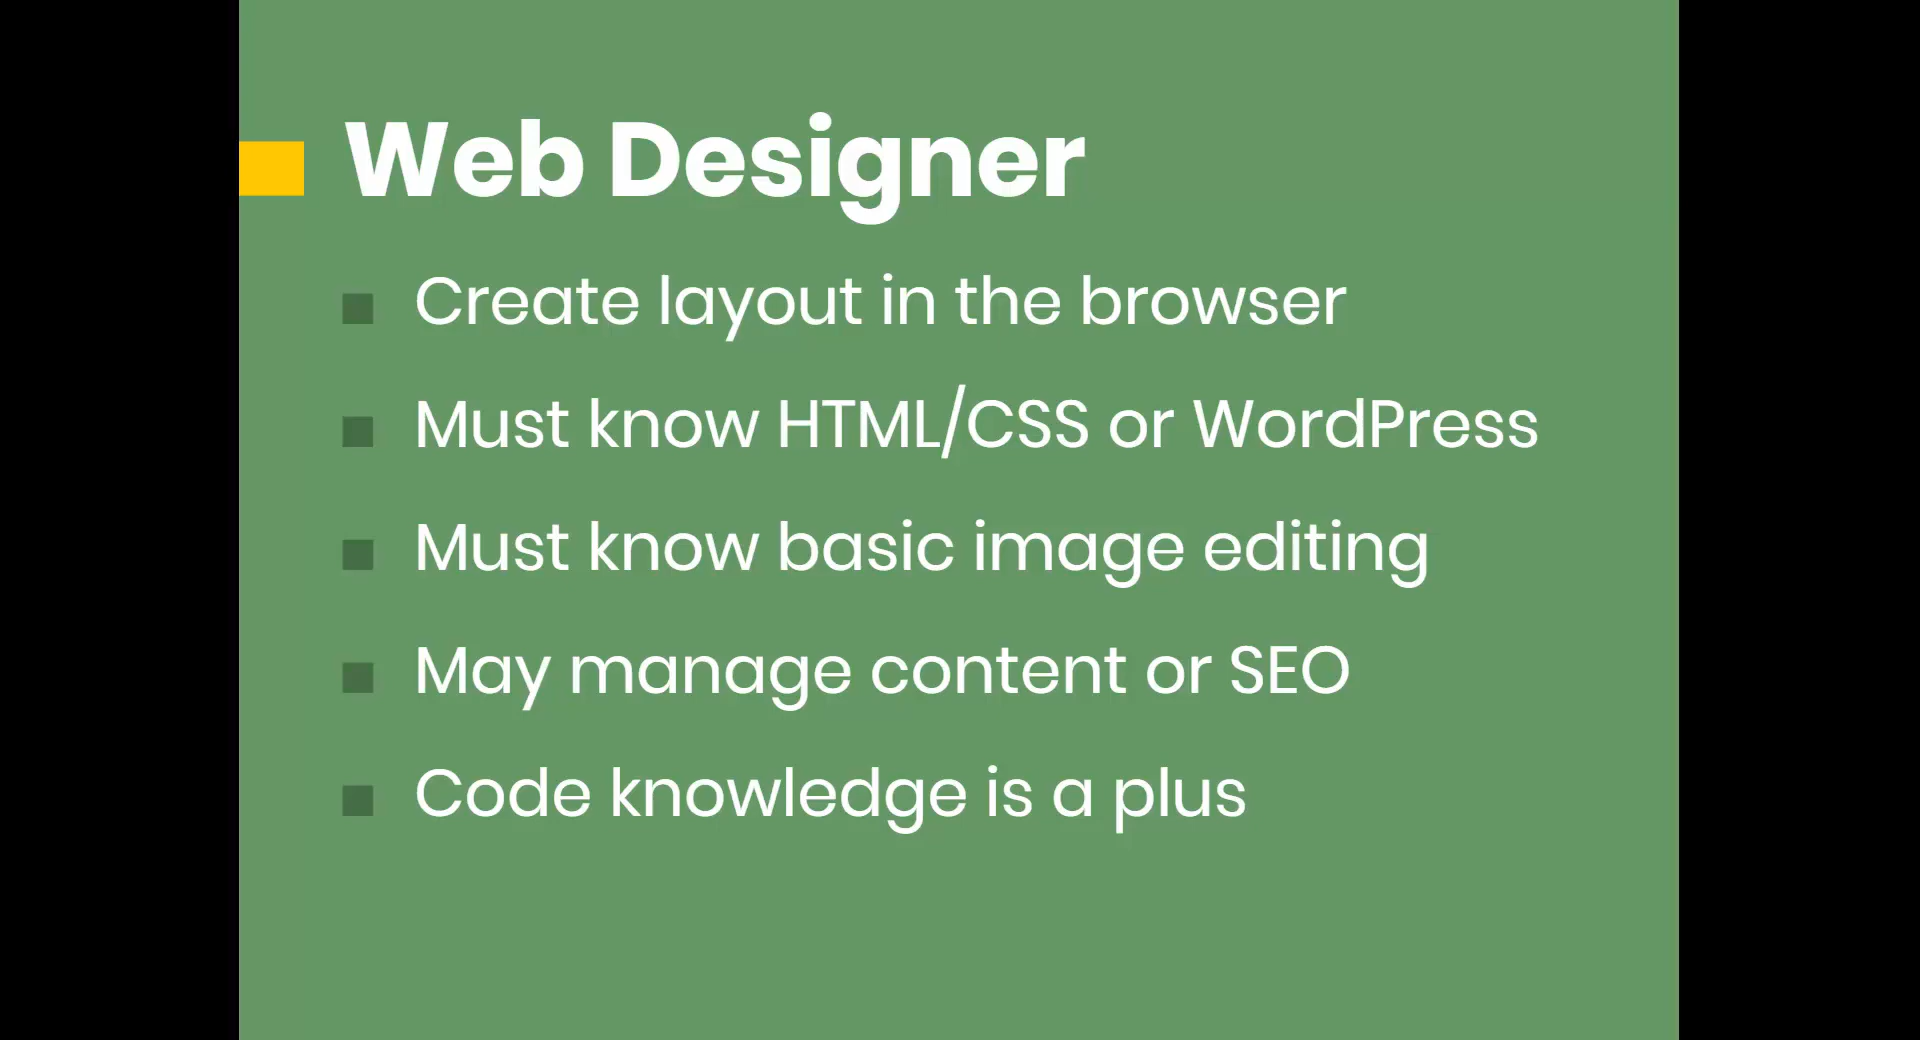 Web Designer
Create layout in the browser
Must know HTML/CSS or WordPress
Must know basic image editing
May manage content or SEO
Code knowledge is a plus